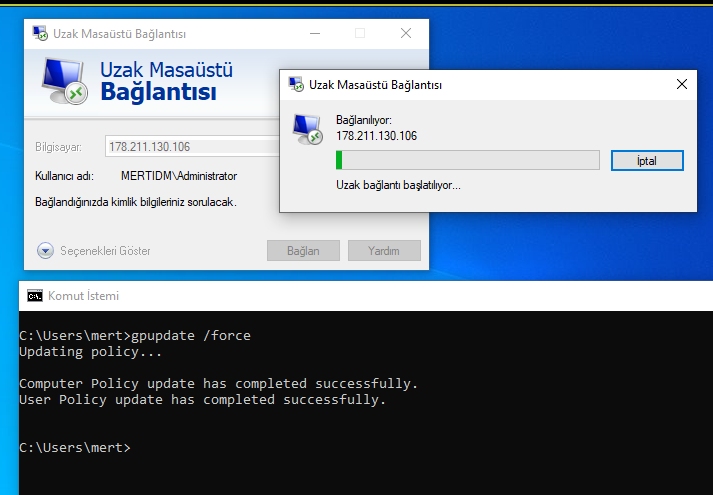 Uzak Masaüstü Bağlantısı
Uzak Masaüstü
Bağlantısı
Bilgisayar:
178.211.130.106
Kullanıcı adı:
MERTIDM\Administrator
Bağlandığınızda kimlik bilgileriniz sorulacak.
Seçenekleri Göster
Bağlan
Yardım
Uzak Masaüstü Bağlantısı
Bağlanılıyor:
178.211.130.106
İptal
Uzak bağlantı başlatılıyor...
C:\.
Komut İstemi
C:\Users\mert>gpupdate /force
Updating policy...
Computer Policy update has completed successfully.
User Policy update has completed successfully.
C:\Users\mert>